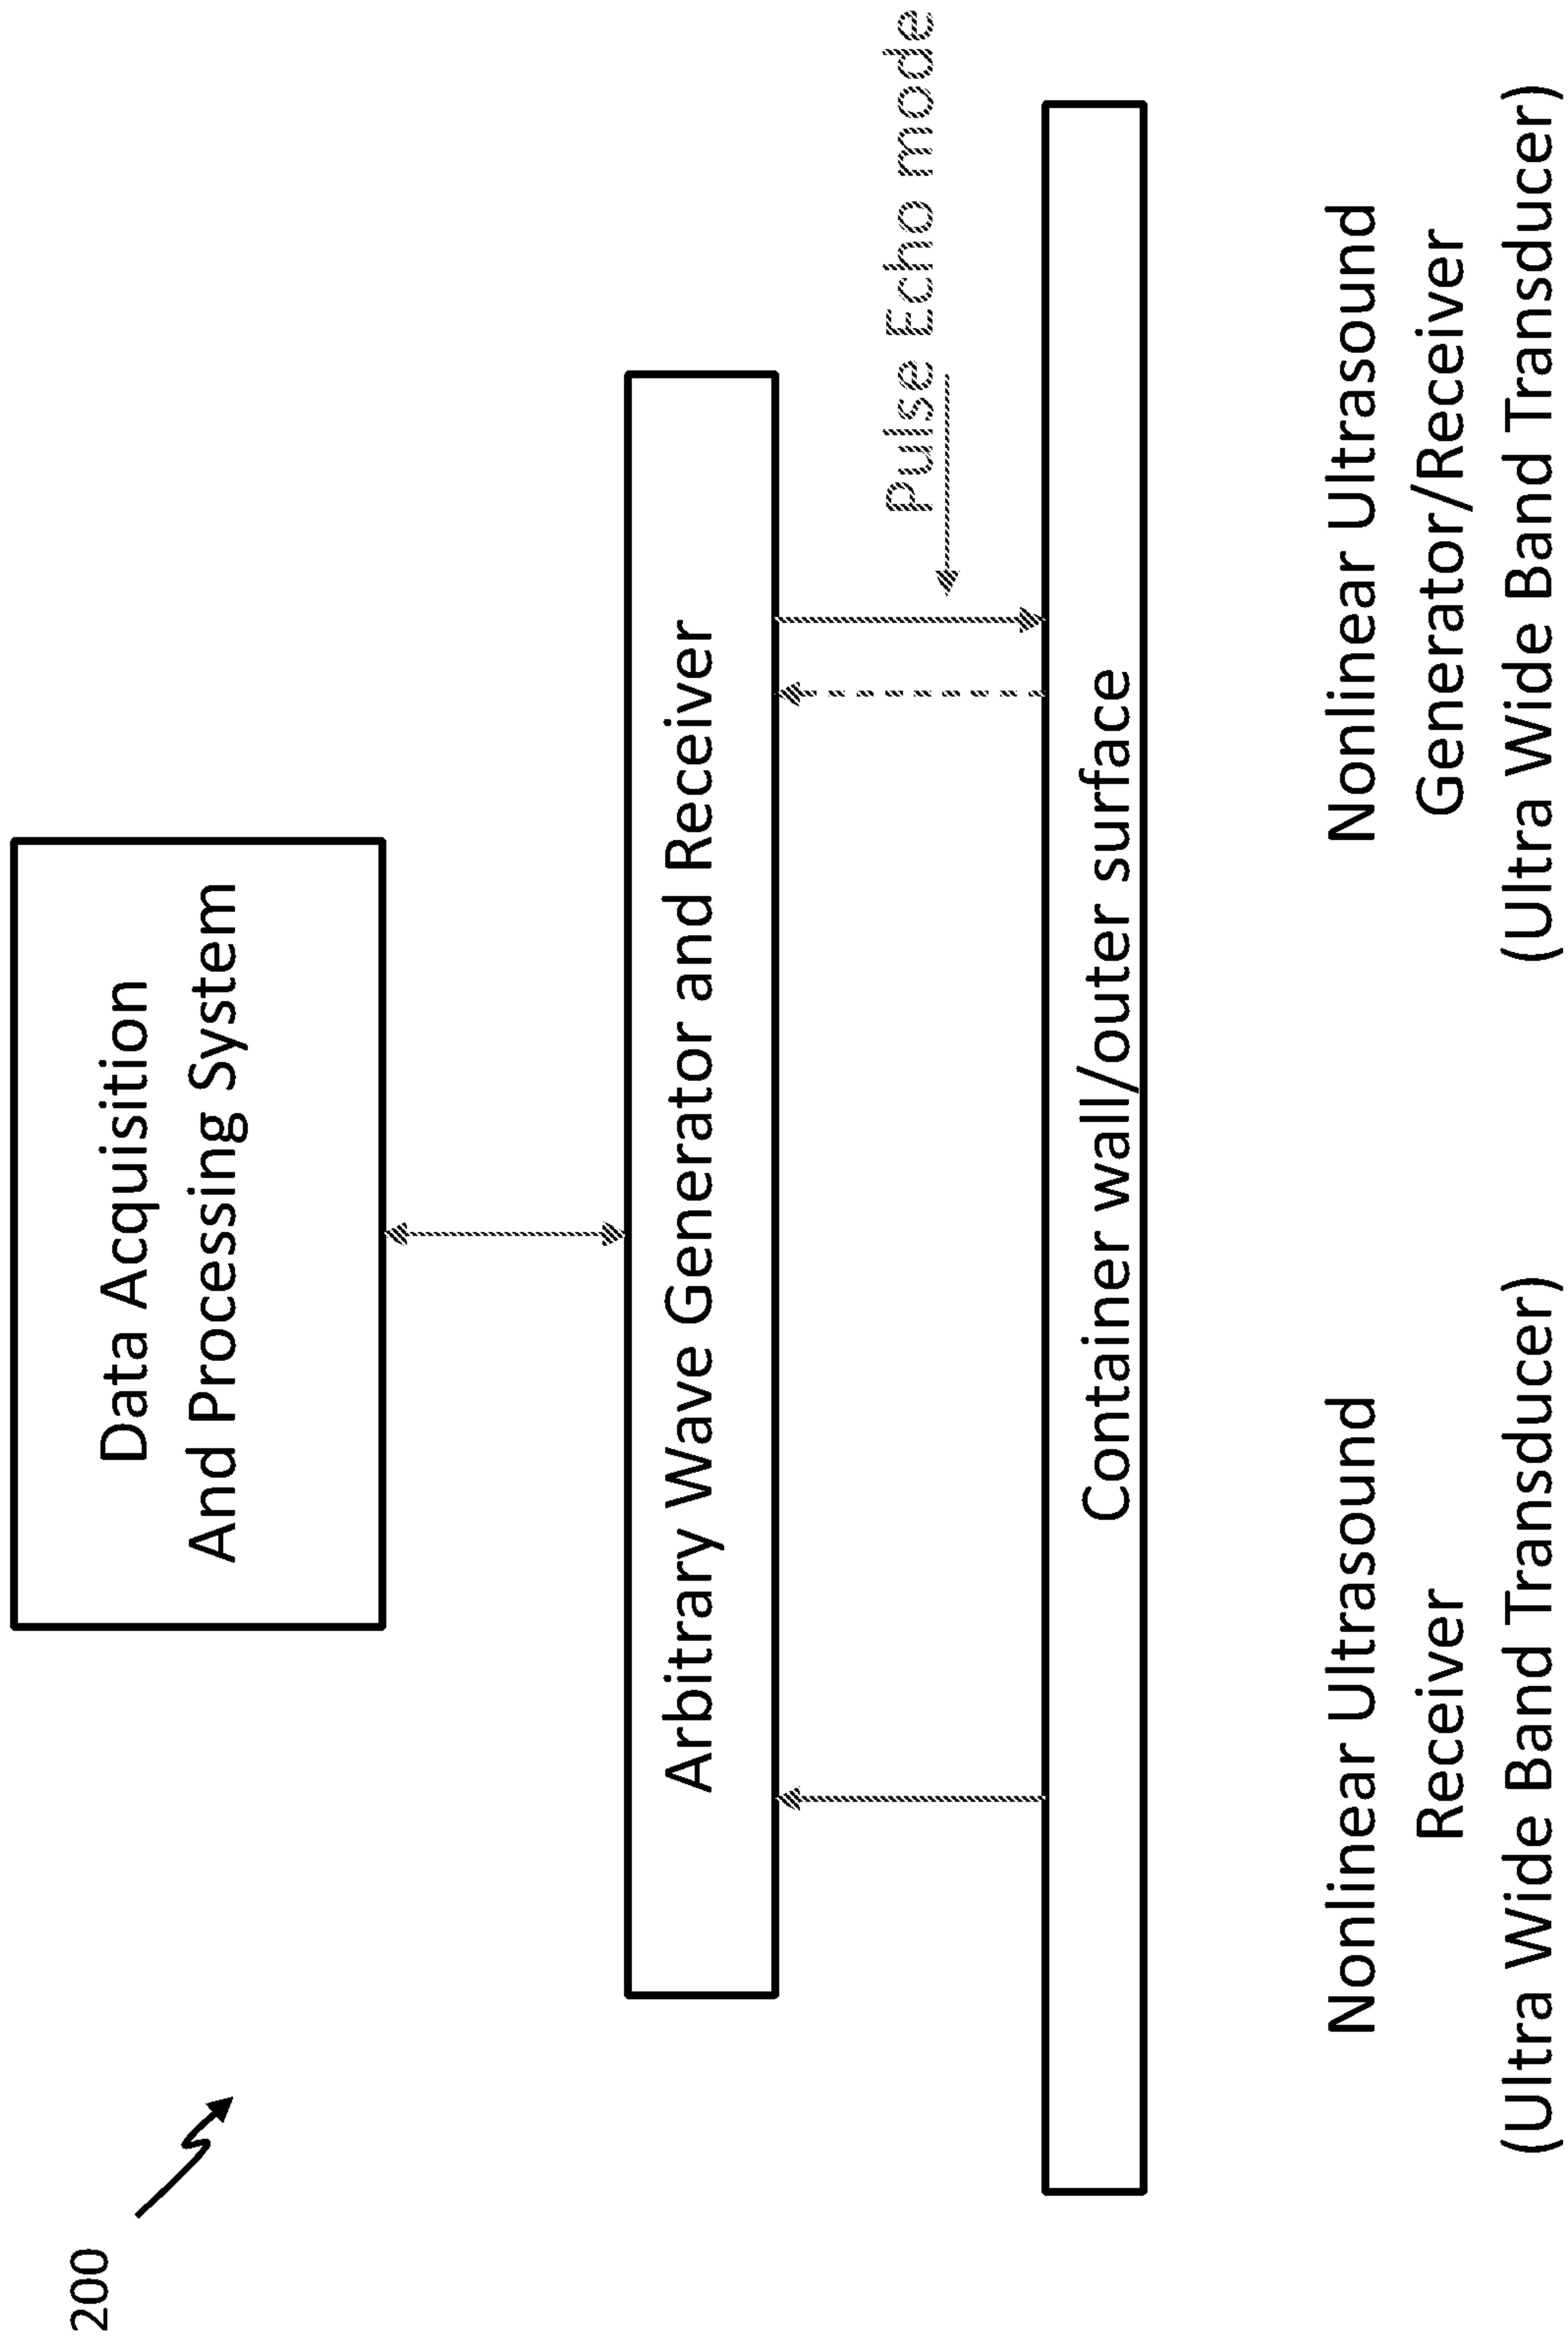 200
Data Acquisition
And Processing System
Arbitrary Wave Generator and Receiver
Pulse Echo mode
Container wall/outer surface
Nonlinear Ultrasound
Receiver
(Ultra Wide Band Transducer)
Nonlinear Ultrasound
Generator/Receiver
(Ultra Wide Band Transducer)